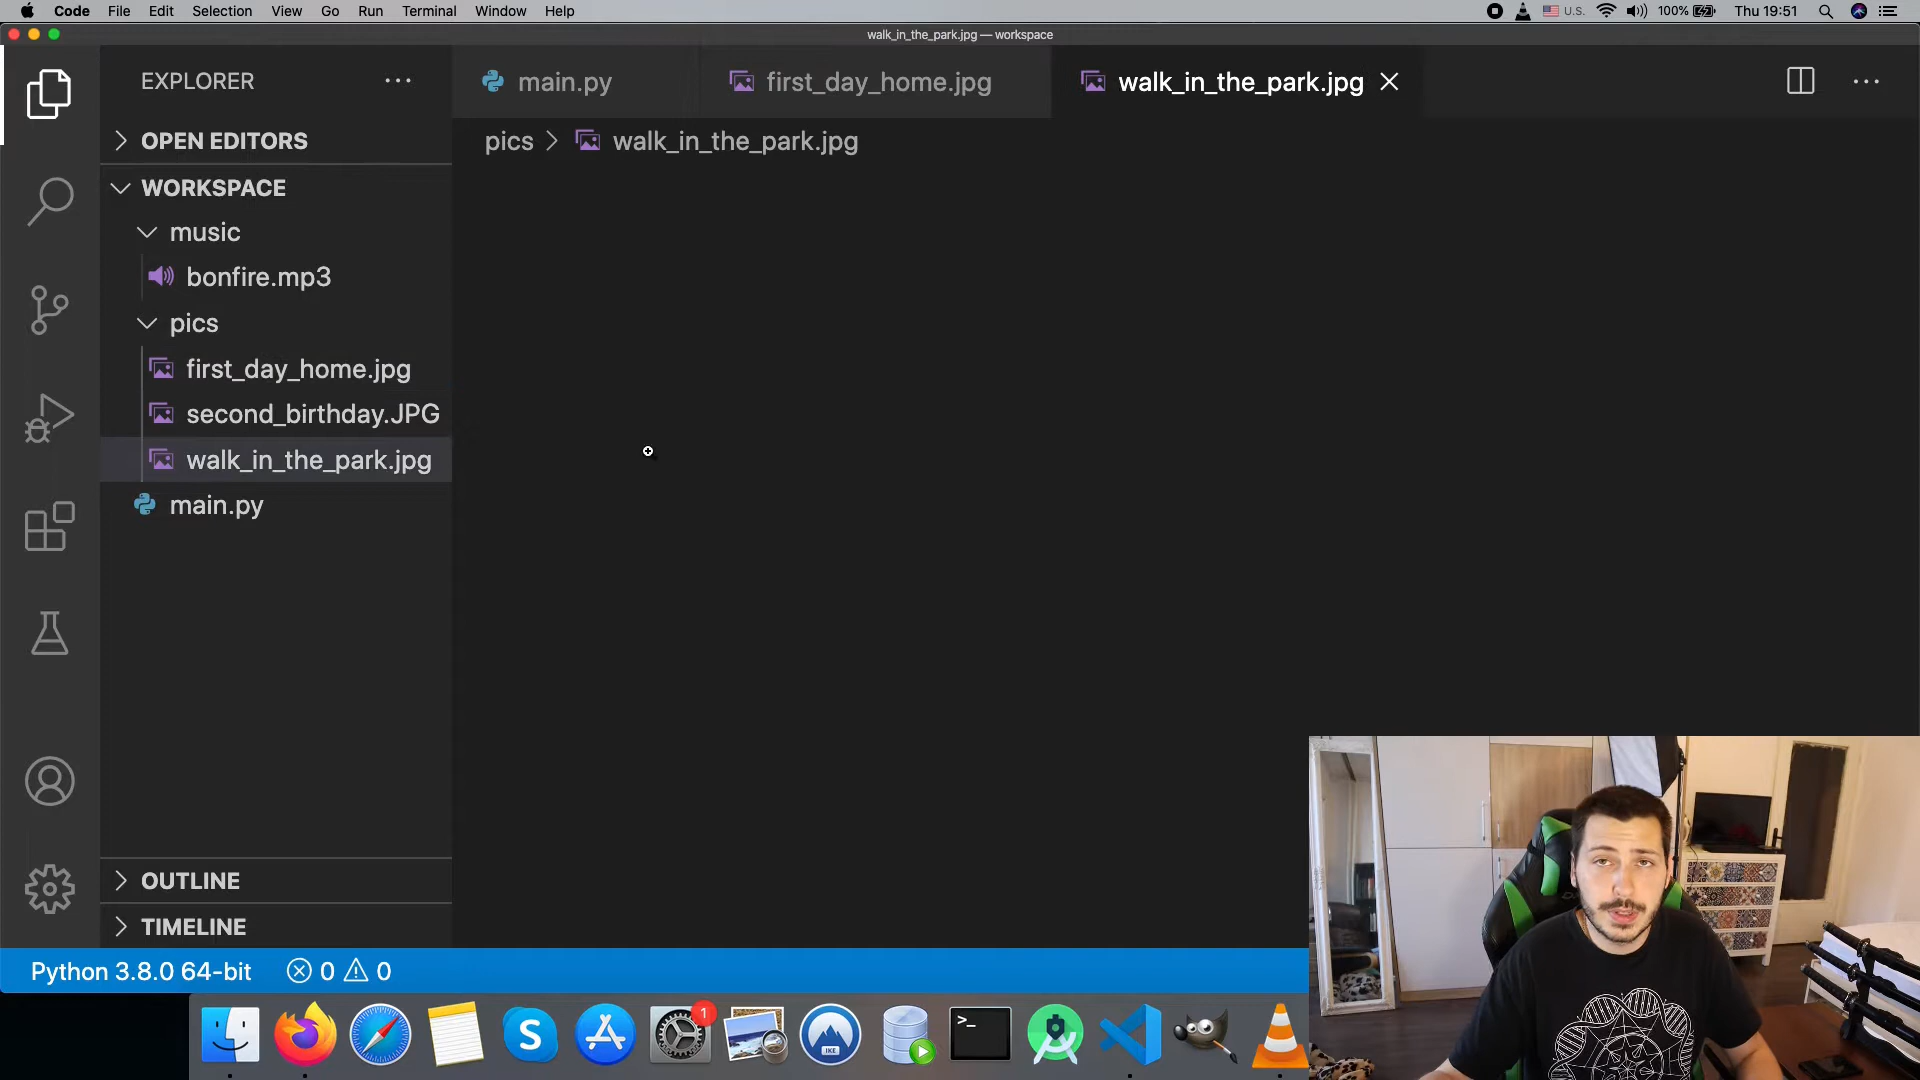 Code File Edit Selection View Go Run Terminal Window Help
U.S. 100% Thu 19:51
walk_in_the_park.jpg — workspace
EXPLORER
main.py first_day_home.jpg walk_in_the_park.jpg
pics > walk_in_the_park.jpg
OPEN EDITORS
WORKSPACE
music
bonfire.mp3
pics
first_day_home.jpg
second_birthday.JPG
walk_in_the_park.jpg
main.py
OUTLINE
TIMELINE
Python 3.8.0 64-bit 0 0
1
S
IKE
>_